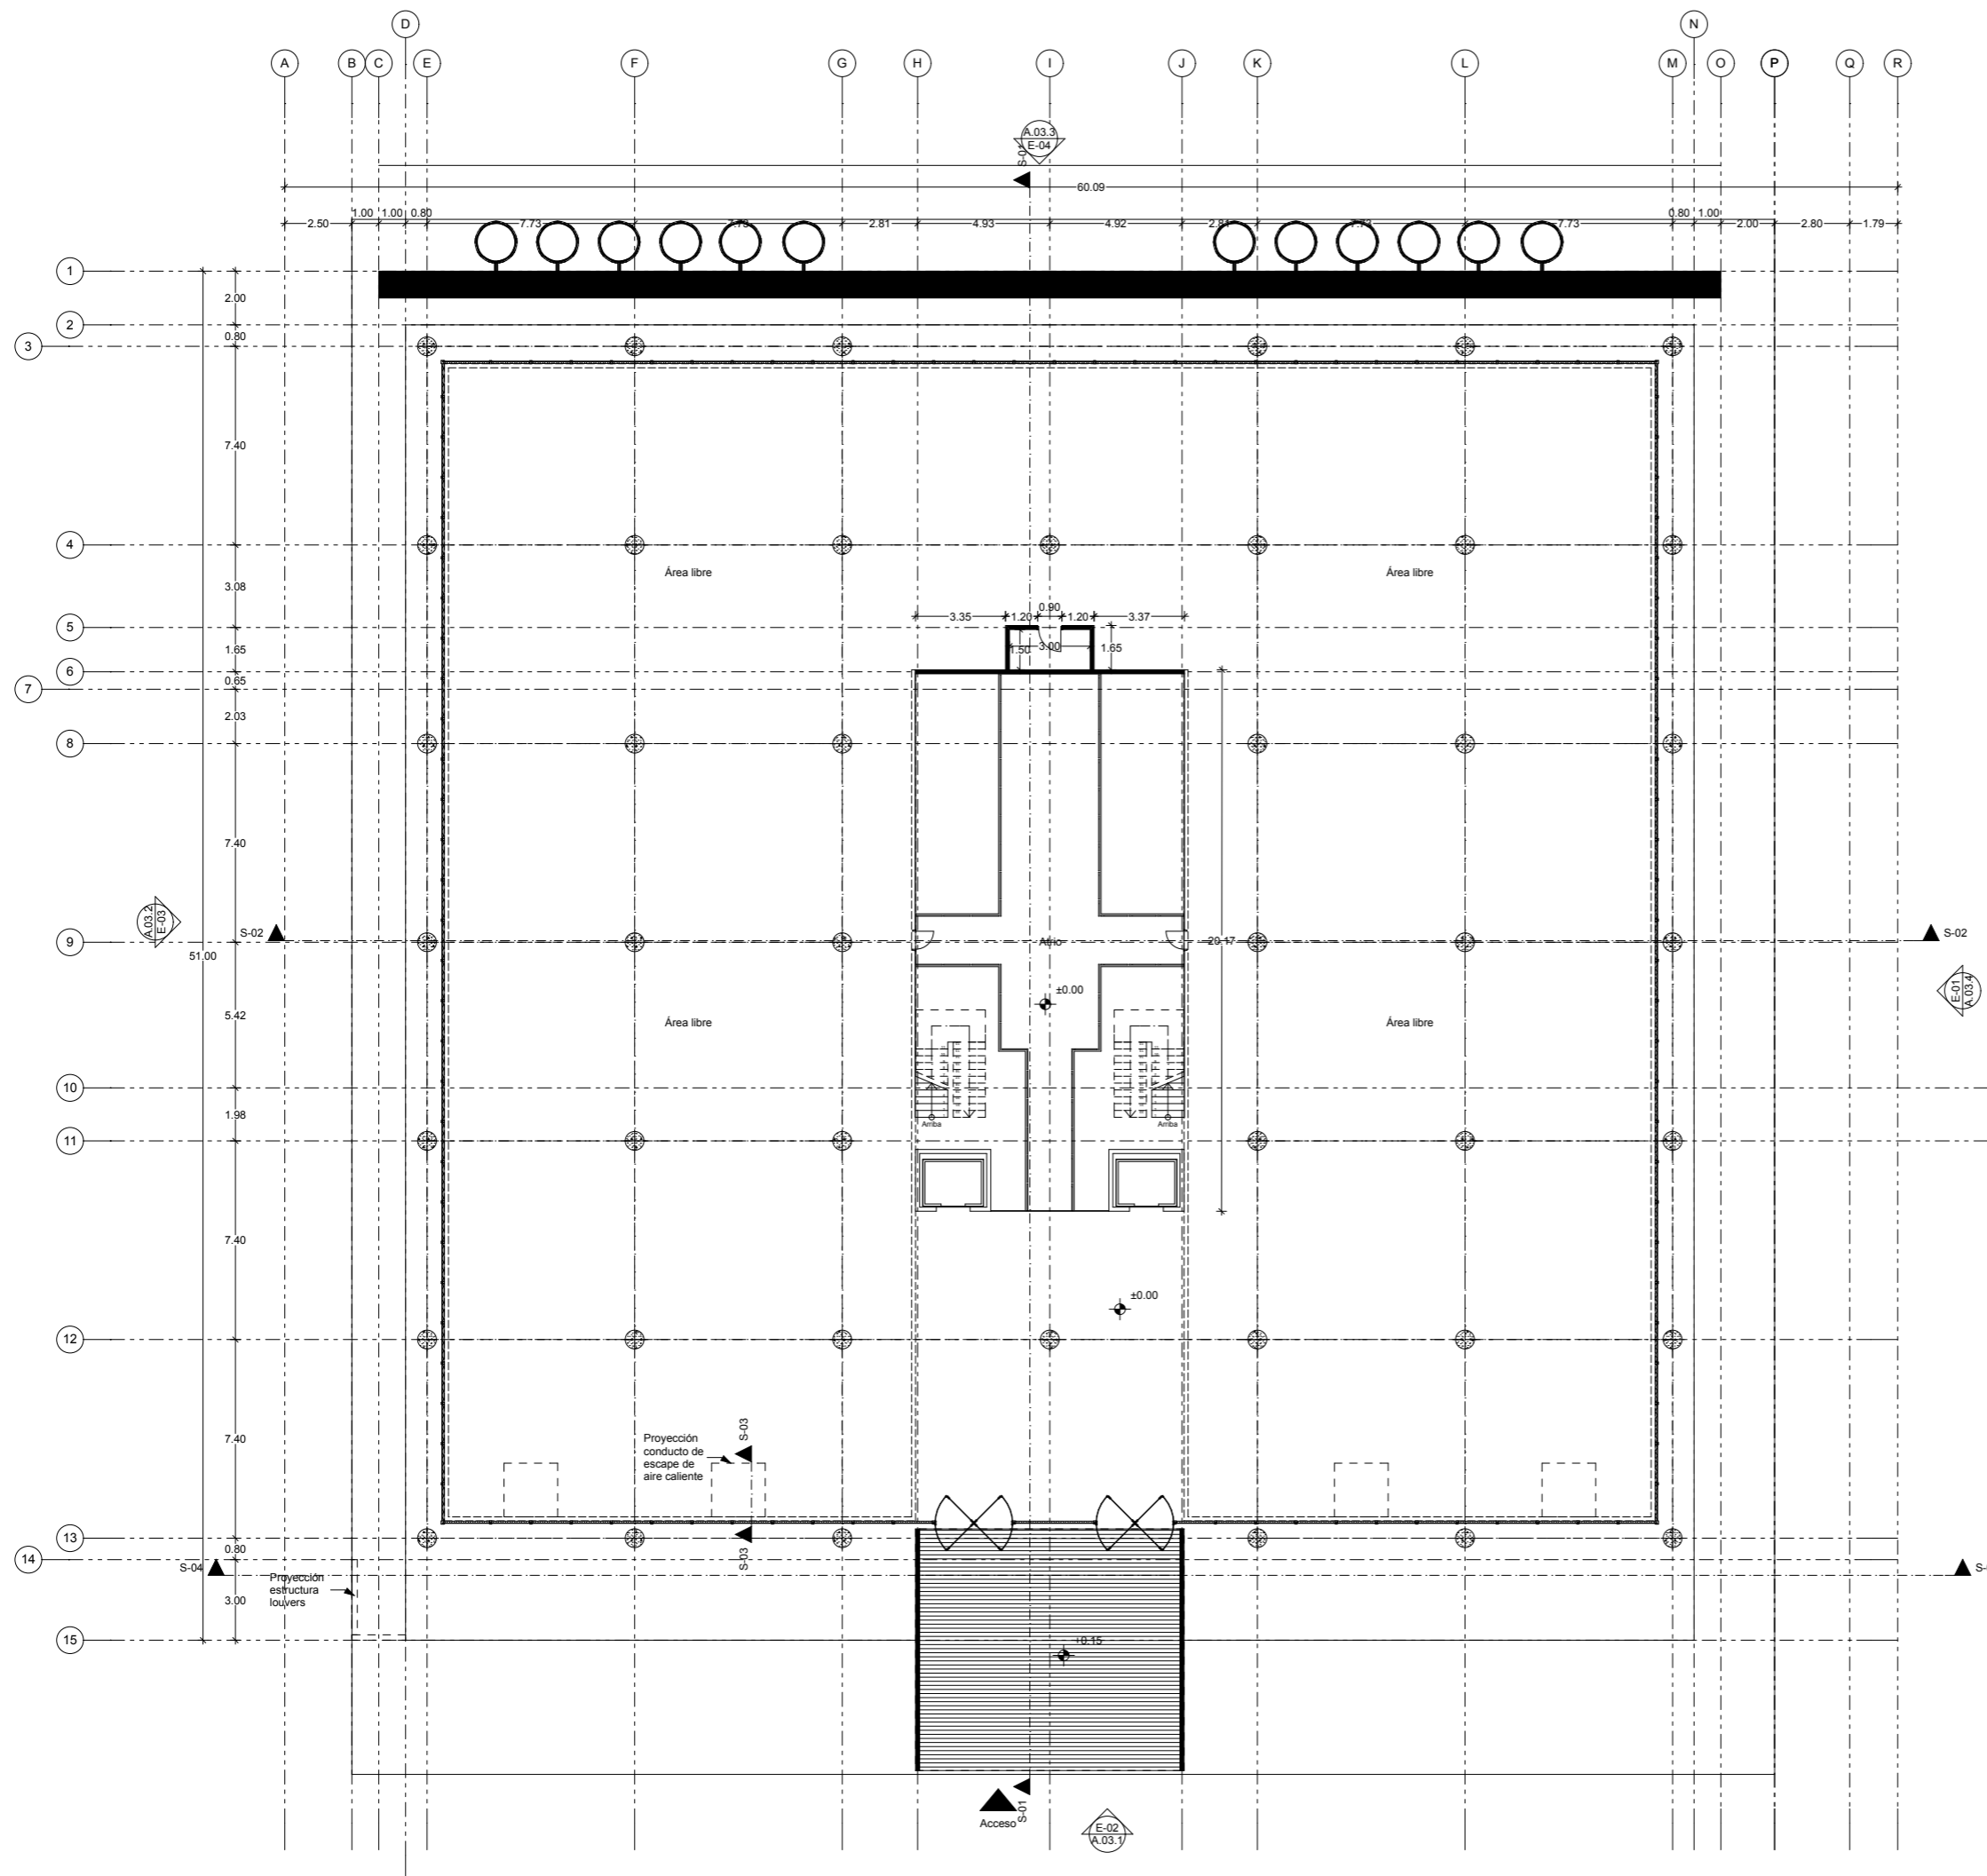 D
N
A
B
C
E
F
G
H
I
J
K
L
M
O
P
Q
R
A.03.3
E-04
S-01
60.09
1.00
1.00
0.80
0.80
1.00
2.50
7.73
7.73
2.81
4.93
4.92
2.81
7.73
7.73
2.00
2.80
1.79
1
2.00
2
0.80
3
7.40
4
Área libre
Área libre
3.08
0.90
3.35
1.20
1.20
3.37
5
1.65
1.50
3.00
1.65
6
0.65
7
2.03
8
7.40
A.03.2
E-03
S-02
9
Atrio
29.17
S-02
51.00
E-01
A.03.4
±0.00
5.42
Área libre
Área libre
10
1.98
Arriba
Arriba
11
7.40
±0.00
12
7.40
Proyección
conducto de
escape de
aire caliente
S-03
13
0.80
14
S-03
S-04
Proyección
estructura
louvers
3.00
15
+0.15
S-01
Acceso
E-02
A.03.1